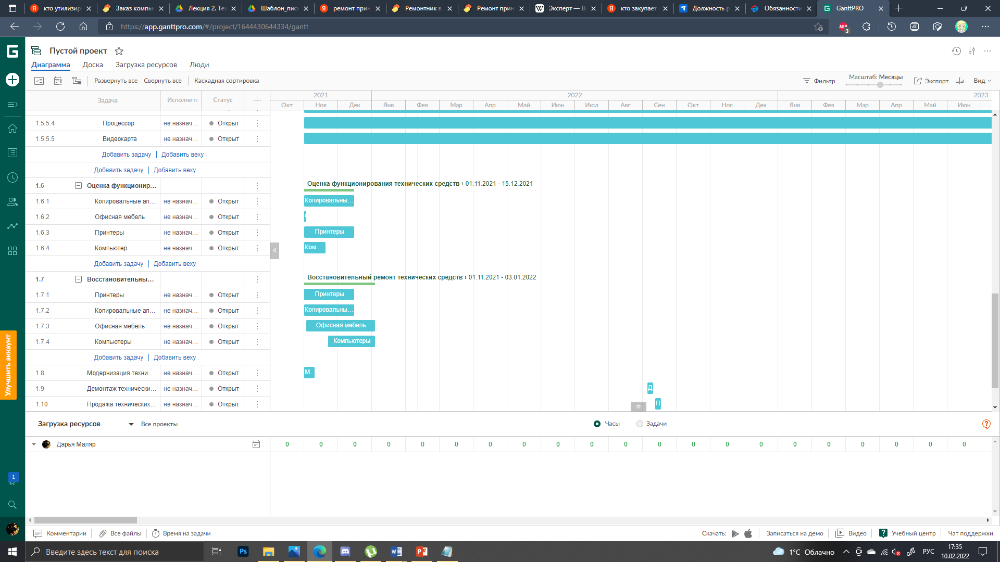 кто утилизир
Заказ компьк
Лекция 2. Те
Шаблон_пис
ремонт прин
Ремонтник в
Ремонт прин
Эксперт — В
кто закупает
Должность р
Обязанности
GanttPRO
https://app.ganttpro.com/#/project/1644430644334/gantt
ABP
3
Пустой проект
Диаграмма Доска Загрузка ресурсов Люди
Развернуть все Свернуть все Каскадная сортировка
Фильтр Масштаб: Месяцы Экспорт Вид
Задача Исполните Статус
2021 2022 2023
Окт Ноя Дек Янв Фев Мар Апр Май Июн Июл Авг Сен Окт Ноя Дек Янв Фев Мар Апр Май Июн
1.5.5.4 Процессор не назнач... Открыт
1.5.5.5 Видеокарта не назнач... Открыт
Добавить задачу | Добавить веху
Добавить задачу | Добавить веху
1.6 Оценка функционир...
Оценка функционирования технических средств 01.11.2021 - 15.12.2021
1.6.1 Копировальные ап... не назнач... Открыт Копировальны...
1.6.2 Офисная мебель не назнач... Открыт
1.6.3 Принтеры не назнач... Открыт Принтеры
1.6.4 Компьютер не назнач... Открыт Ком...
Добавить задачу | Добавить веху
1.7 Восстановительны...
Восстановительный ремонт технических средств 01.11.2021 - 03.01.2022
1.7.1 Принтеры не назнач... Открыт Принтеры
1.7.2 Копировальные ап... не назнач... Открыт Копировальны...
1.7.3 Офисная мебель не назнач... Открыт Офисная мебель
1.7.4 Компьютеры не назнач... Открыт Компьютеры
Добавить задачу | Добавить веху
1.8 Модернизация техни... не назнач... Открыт М...
1.9 Демонтаж технически... не назнач... Открыт Д
1.10 Продажа технических... не назнач... Открыт П
Улучшить аккаунт
1
Загрузка ресурсов Все проекты Часы Задачи
?
Дарья Маляр 0 0 0 0 0 0 0 0 0 0 0 0 0 0 0 0 0 0 0 0 0
Комментарии Все файлы Время на задачи
Скачать: Записаться на демо Видео Учебный центр Чат поддержки
Введите здесь текст для поиска
1°C Облачно
РУС
17:35
10.02.2022